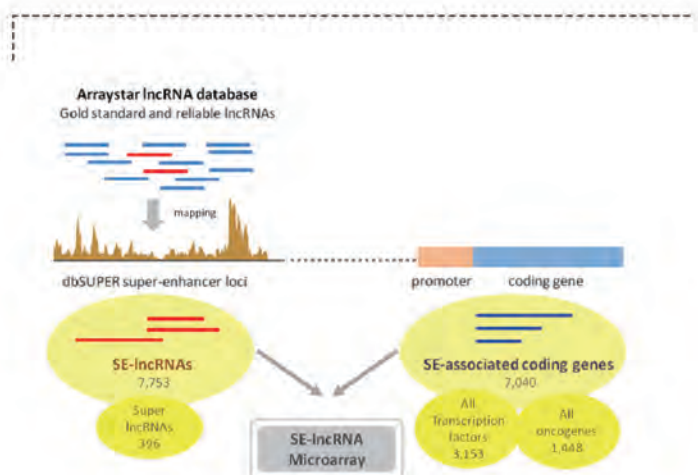 Arraystar lncRNA database
Gold standard and reliable lncRNAs
mapping
dbSUPER super-enhancer loci
promoter
coding gene
SE-lncRNAs
7,753
Super
lncRNAs
396
SE-associated coding genes
7,040
All
Transcription
factors
3,153
All
oncogenes
1,448
SE-lncRNA
Microarray